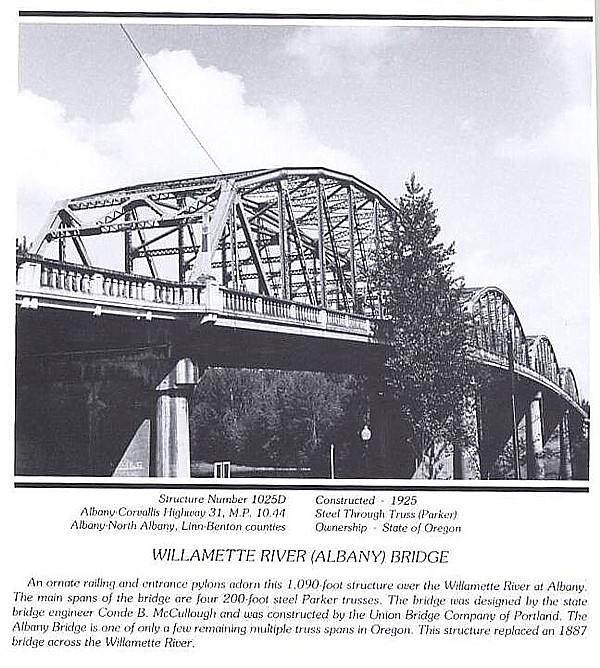 Structure Number 1025D
Albany-Corvallis Highway 31, M.P. 10.44
Albany-North Albany, Linn-Benton counties
Constructed - 1925
Steel Through Truss (Parker)
Ownership - State of Oregon
WILLAMETTE RIVER (ALBANY) BRIDGE
An ornate railing and entrance pylons adorn this 1,090-foot structure over the Willamette River at Albany.
The main spans of the bridge are four 200-foot steel Parker trusses. The bridge was designed by the state
bridge engineer Conde B. McCullough and was constructed by the Union Bridge Company of Portland. The
Albany Bridge is one of only a few remaining multiple truss spans in Oregon. This structure replaced an 1887
bridge across the Willamette River.